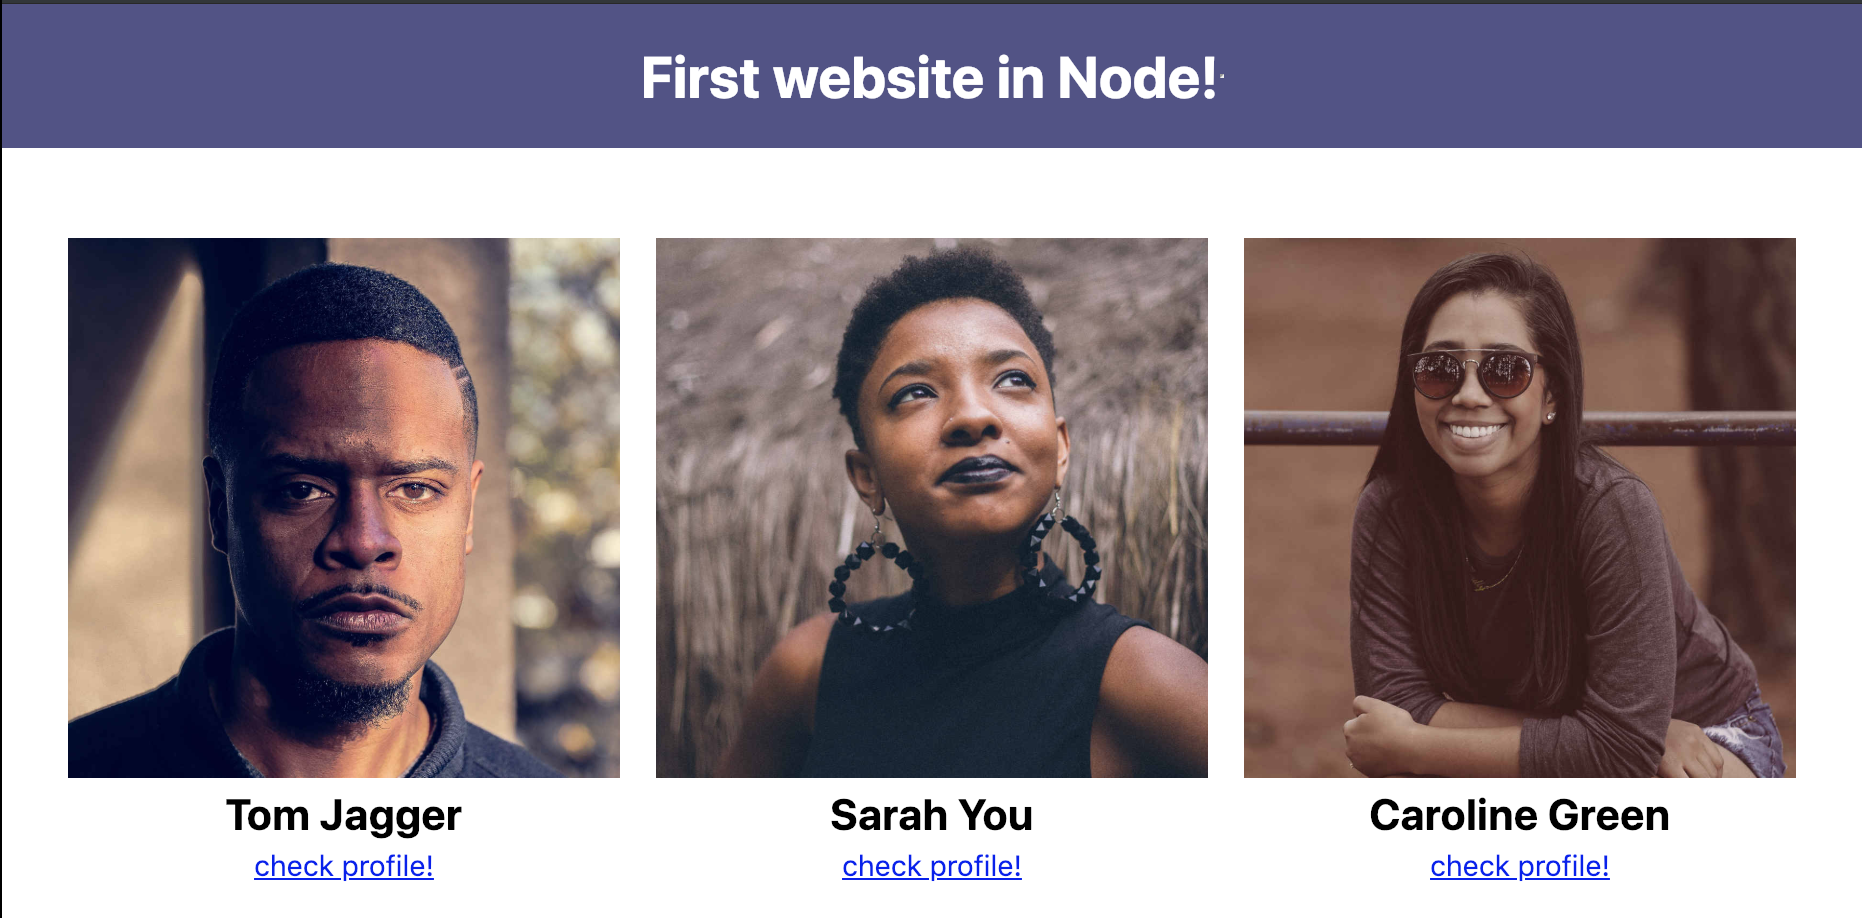 First website in Node!
Tom Jagger
check profile!
Sarah You
check profile!
Caroline Green
check profile!